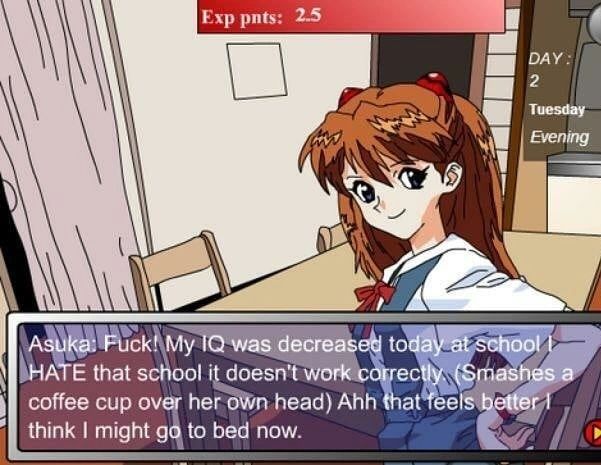 Exp pnts: 2.5
DAY :
2
Tuesday
Evening
Asuka: Fuck! My IQ was decreased today at school I
HATE that school it doesn't work correctly. (Smashes a
coffee cup over her own head) Ahh that feels better I
think I might go to bed now.